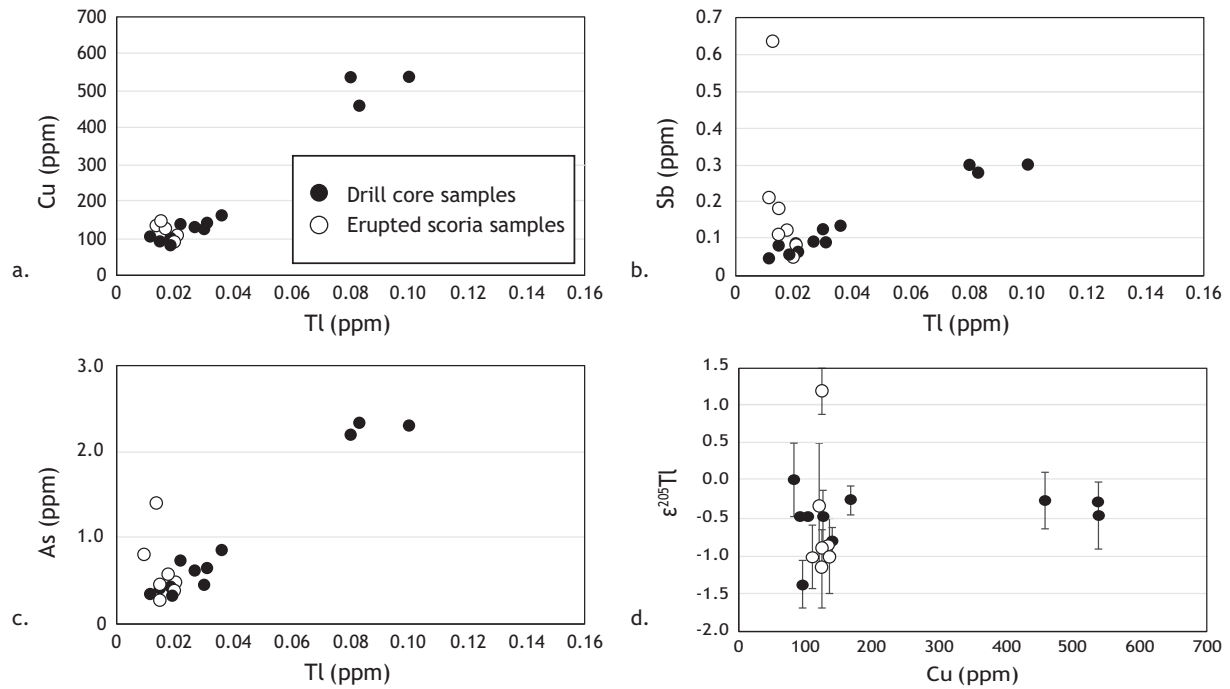 700
600
500
400
300
200
100
0
Cu (ppm)
Drill core samples
Erupted scoria samples
a.
0 0.02 0.04 0.06 0.08 0.10 0.12 0.14 0.16
Tl (ppm)
0.7
0.6
0.5
0.4
0.3
0.2
0.1
0
Sb (ppm)
b.
0 0.02 0.04 0.06 0.08 0.10 0.12 0.14 0.16
Tl (ppm)
3.0
2.0
1.0
0
As (ppm)
c.
0 0.02 0.04 0.06 0.08 0.10 0.12 0.14 0.16
Tl (ppm)
1.5
1.0
0.5
0.0
-0.5
-1.0
-1.5
-2.0
ε²⁰⁵Tl
d.
0 100 200 300 400 500 600 700
Cu (ppm)